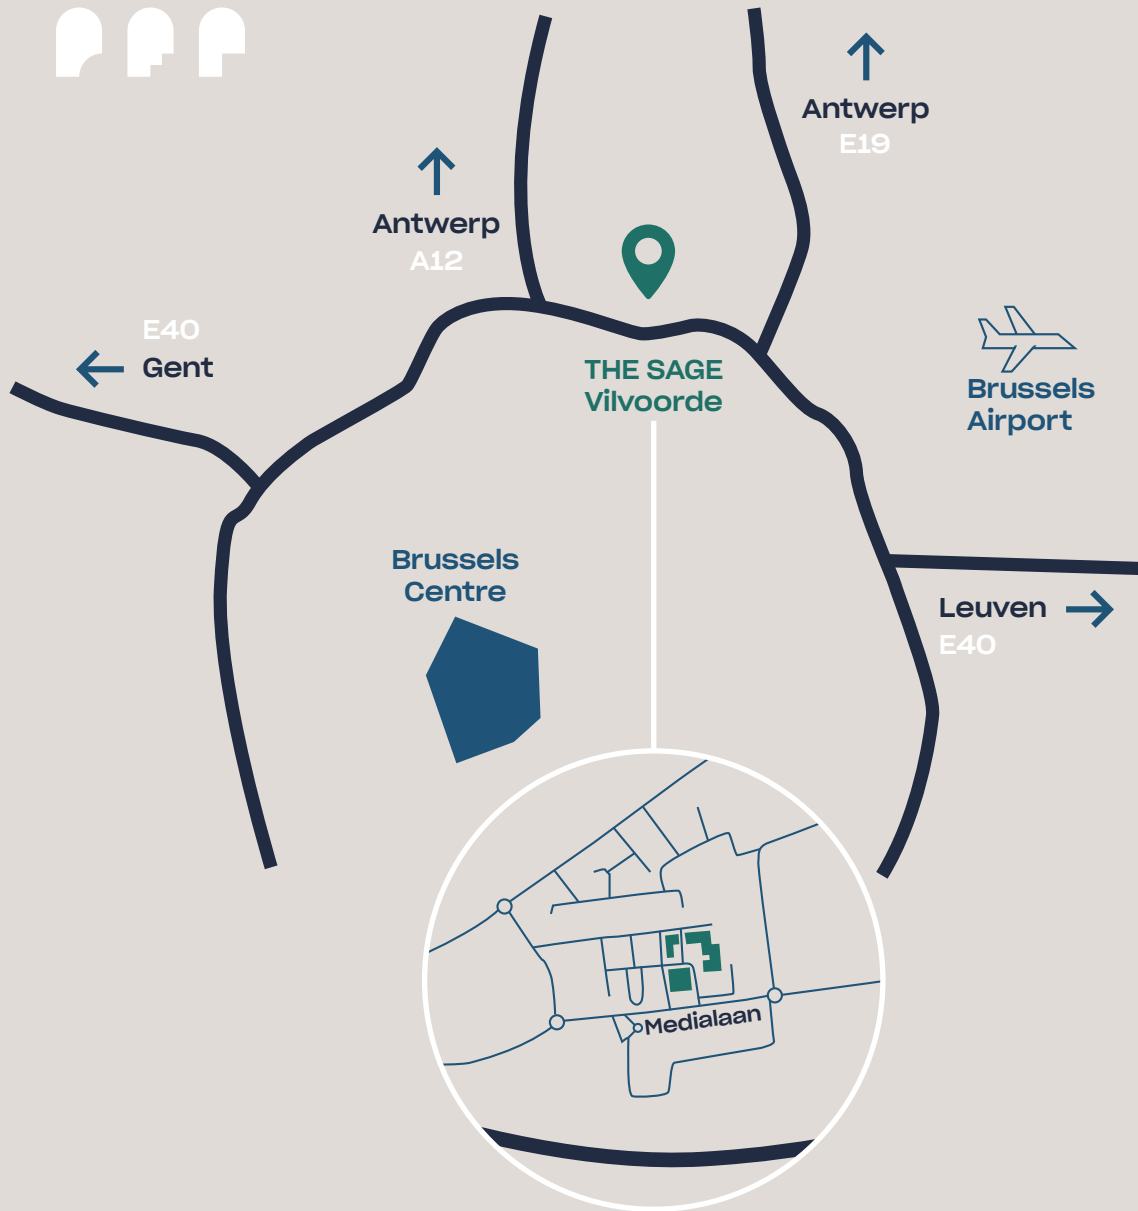 Antwerp
E19
Antwerp
A12
E40
Gent
THE SAGE
Vilvoorde
Brussels
Airport
Brussels
Centre
Leuven
E40
Medialaan